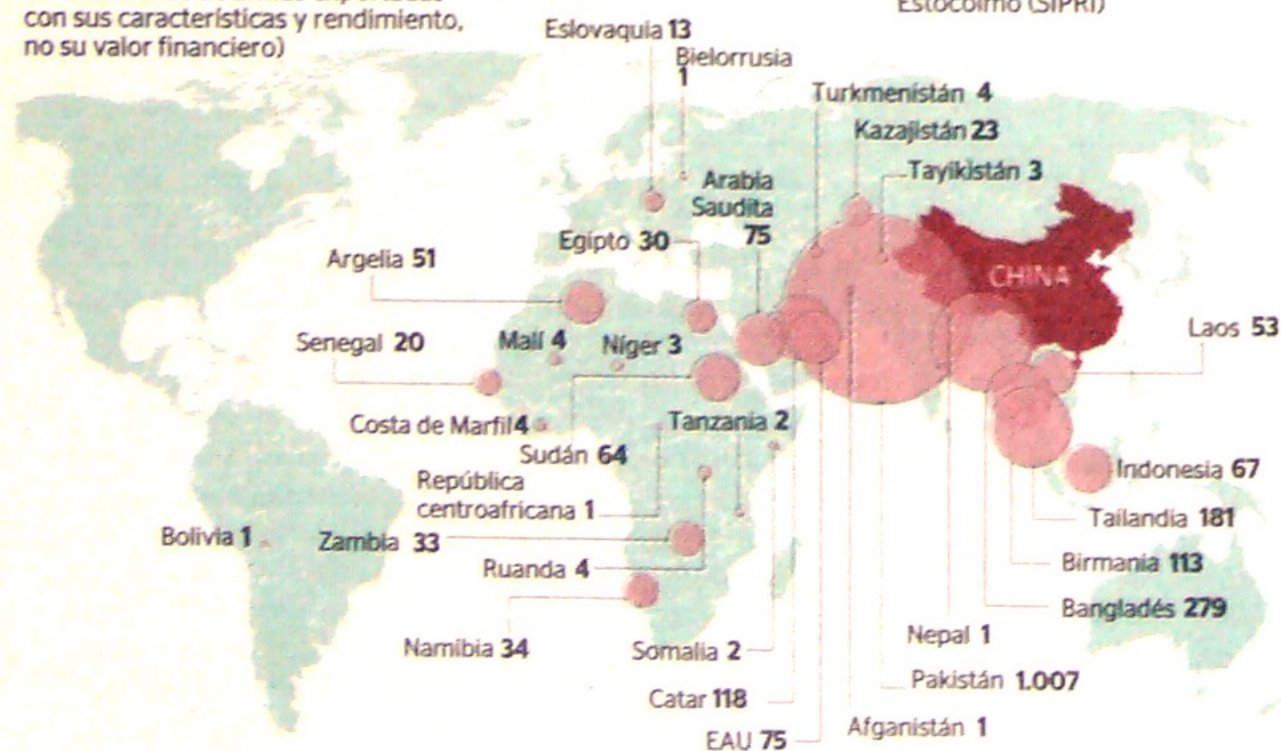 con sus características y rendimiento,
no su valor financiero)
Estocolmo (SIPRI)
Eslovaquia 13
Bielorrusia
1
Turkmenistán 4
Kazajistán 23
Tayikistán 3
Arabia
Saudita
75
Egipto 30
Argelia 51
CHINA
Senegal 20
Malí 4
Níger 3
Laos 53
Costa de Marfil 4
Tanzania 2
Sudán 64
República
centroafricana 1
Indonesia 67
Bolivia 1
Zambia 33
Tailandia 181
Ruanda 4
Birmania 113
Bangladés 279
Namibia 34
Somalia 2
Nepal 1
Catar 118
Pakistán 1.007
EAU 75
Afganistán 1